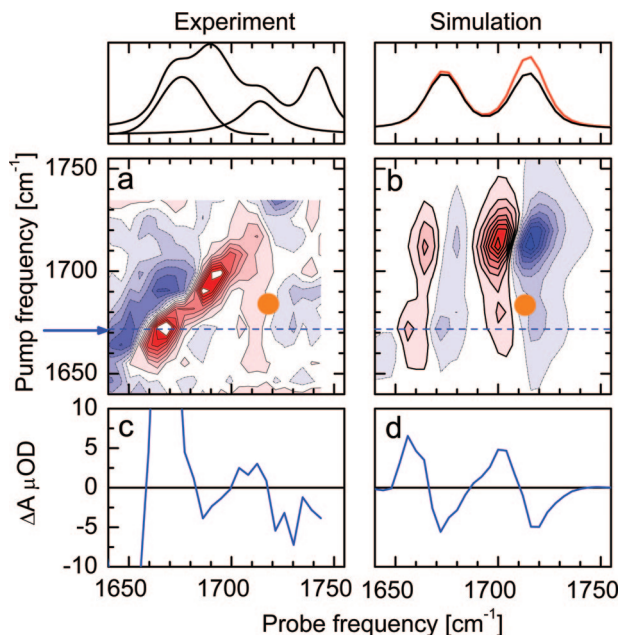 Experiment Simulation
a b
1750
1700
1650
Pump frequency [cm⁻¹]
c d
10
5
0
-5
-10
ΔA μOD
1650 1700 1750 1650 1700 1750
Probe frequency [cm⁻¹]